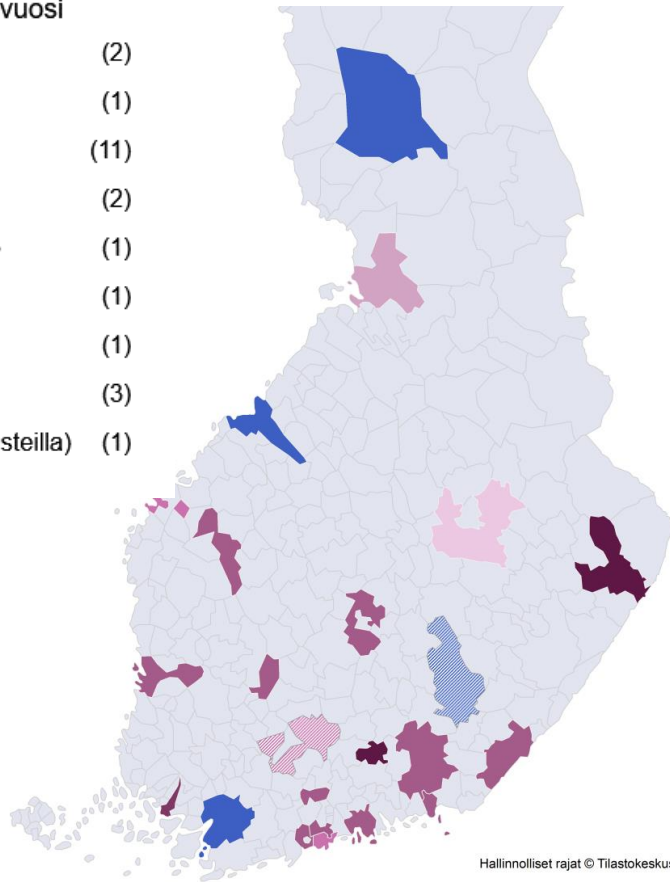 vuosi
(2)
(1)
(11)
(2)
(1)
(1)
(1)
(3)
steilla) (1)
Hallinnolliset rajat © Tilastokeskus